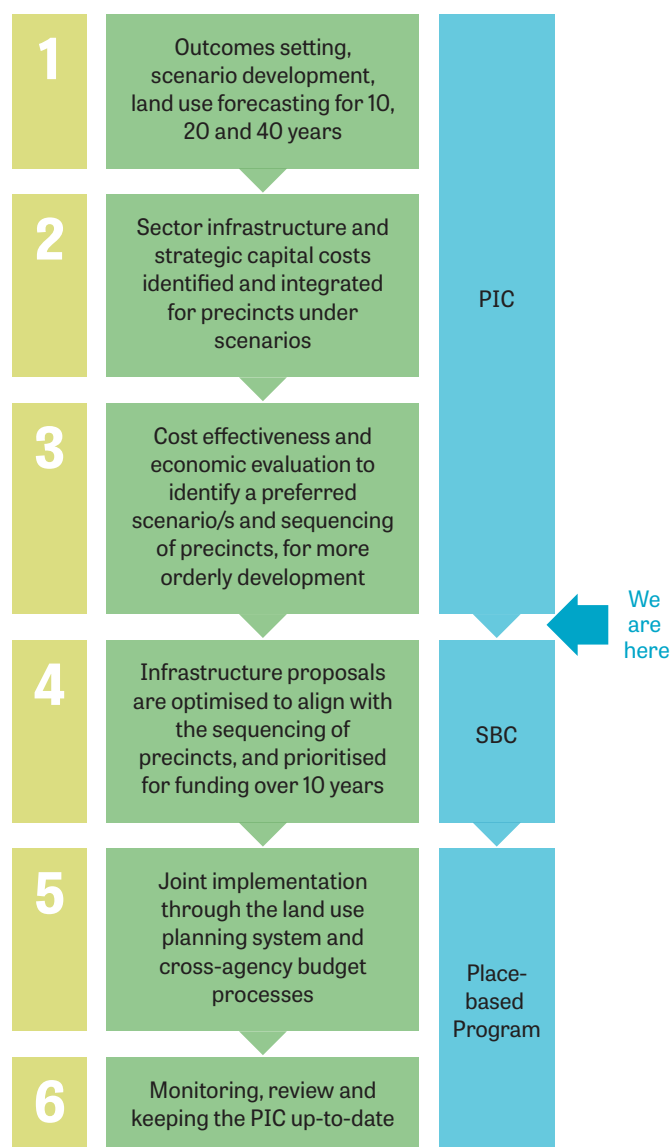 1
Outcomes setting,
scenario development,
land use forecasting for 10,
20 and 40 years
2
Sector infrastructure and
strategic capital costs
identified and integrated
for precincts under
scenarios
PIC
3
Cost effectiveness and
economic evaluation to
identify a preferred
scenario/s and sequencing
of precincts, for more
orderly development
We
are
here
4
Infrastructure proposals
are optimised to align with
the sequencing of
precincts, and prioritised
for funding over 10 years
SBC
5
Joint implementation
through the land use
planning system and
cross-agency budget
processes
Place-
based
Program
6
Monitoring, review and
keeping the PIC up-to-date